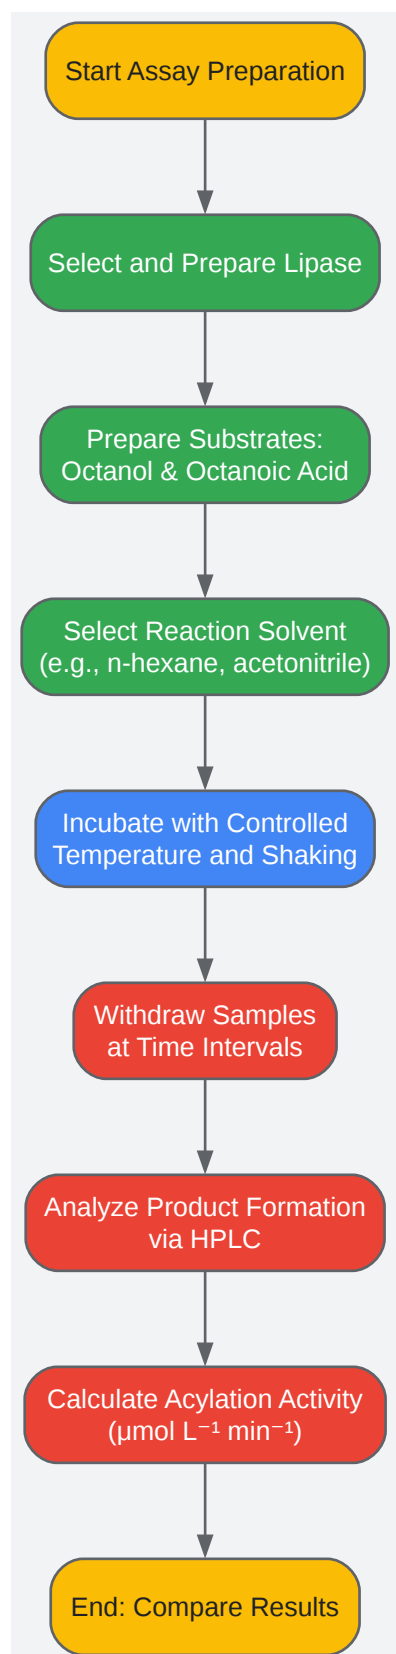 Start Assay Preparation
Select and Prepare Lipase
Prepare Substrates:
Octanol & Octanoic Acid
Select Reaction Solvent
(e.g., n-hexane, acetonitrile)
Incubate with Controlled
Temperature and Shaking
Withdraw Samples
at Time Intervals
Analyze Product Formation
via HPLC
Calculate Acylation Activity
(μmol L⁻¹ min⁻¹)
End: Compare Results